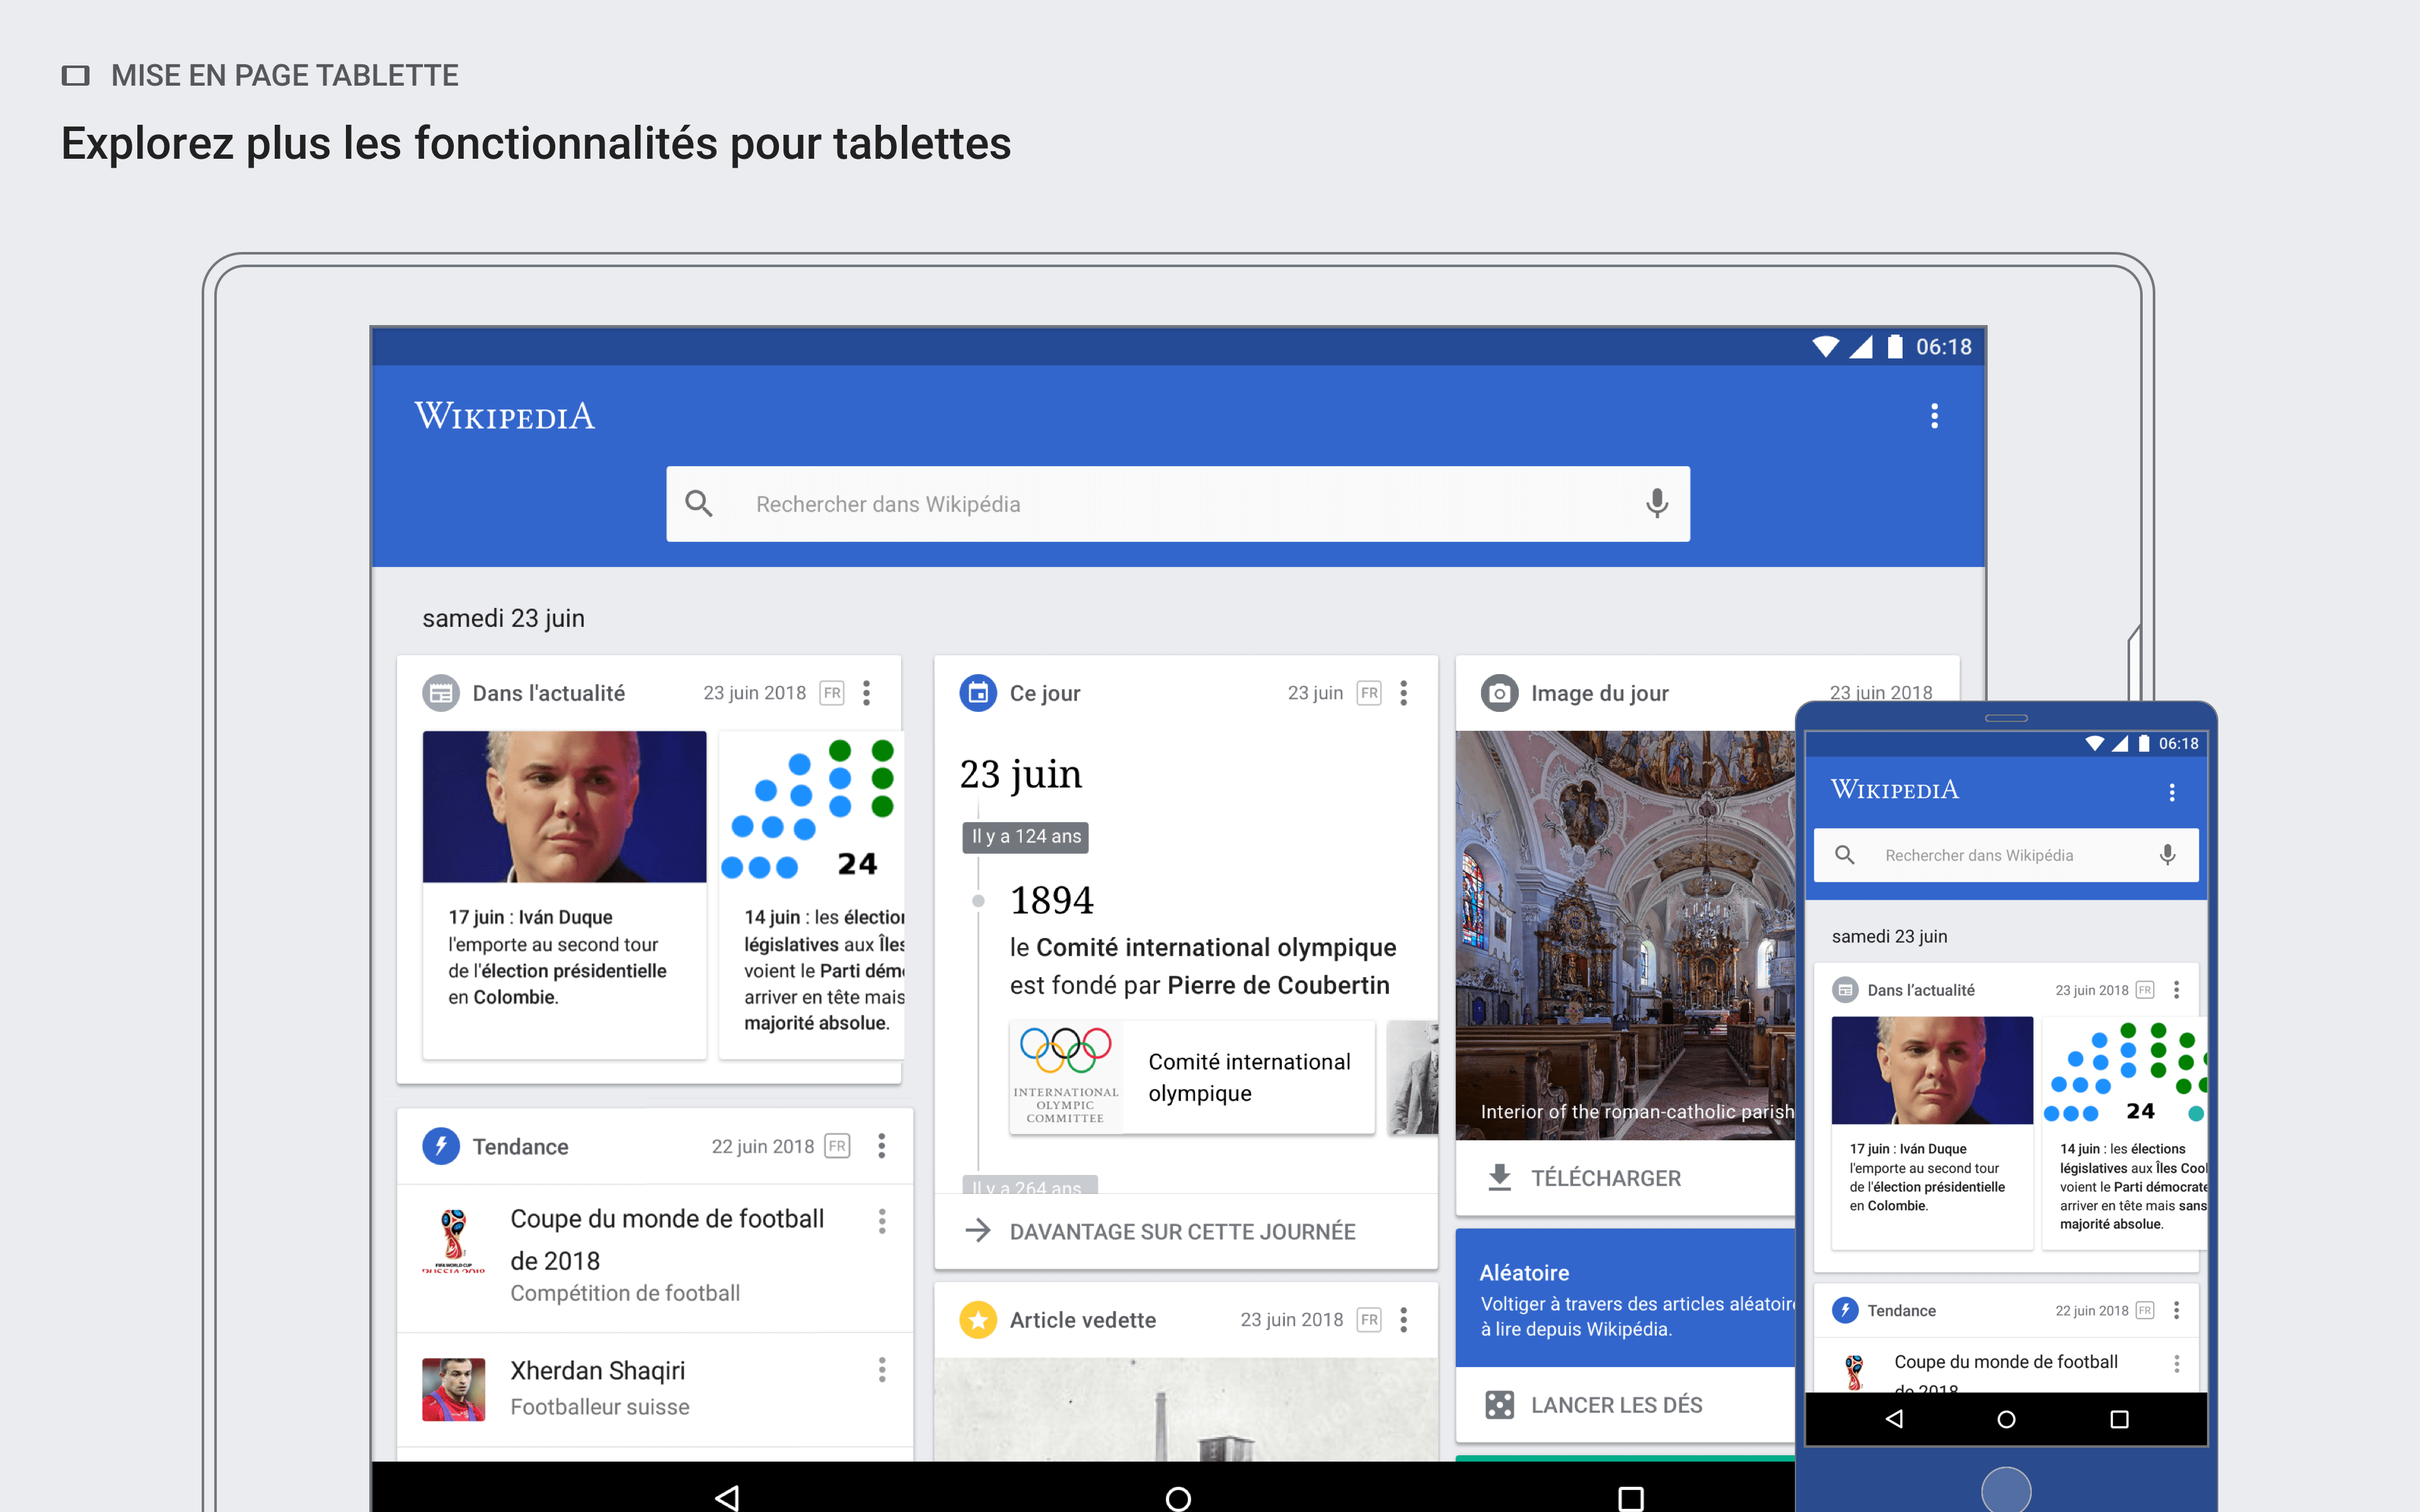 MISE EN PAGE TABLETTE
Explorez plus les fonctionnalités pour tablettes
06:18
WIKIPEDIA
Rechercher dans Wikipédia
samedi 23 juin
Dans l'actualité 23 juin 2018 FR
24
17 juin : Iván Duque
l'emporte au second tour
de l'élection présidentielle
en Colombie.
14 juin : les
législatives aux Îles
voient le Parti
arriver en tête mais
majorité absolue.
Tendance 22 juin 2018 FR
Coupe du monde de football
de 2018
Compétition de football
FIFA WORLD CUP
RUSSIA 2018
Xherdan Shaqiri
Footballeur suisse
Ce jour 23 juin FR
23 juin
Il y a 124 ans
1894
le Comité international olympique
est fondé par Pierre de Coubertin
INTERNATIONAL
OLYMPIC
COMMITTEE
Comité international
olympique
Il y a 264 ans
DAVANTAGE SUR CETTE JOURNÉE
Article vedette 23 juin 2018 FR
Image du jour 23 juin 2018
Interior of the roman-catholic parish
TÉLÉCHARGER
Aléatoire
Voltiger à travers des articles
à lire depuis Wikipédia.
LANCER LES DÉS
06:18
WIKIPEDIA
Rechercher dans Wikipédia
samedi 23 juin
Dans l'actualité 23 juin 2018 FR
24
17 juin : Iván Duque
l'emporte au second tour
de l'élection présidentielle
en Colombie.
14 juin : les élections
législatives aux Îles
voient le Parti démocrate
arriver en tête mais sans
majorité absolue.
Tendance 22 juin 2018 FR
Coupe du monde de football
de 2018